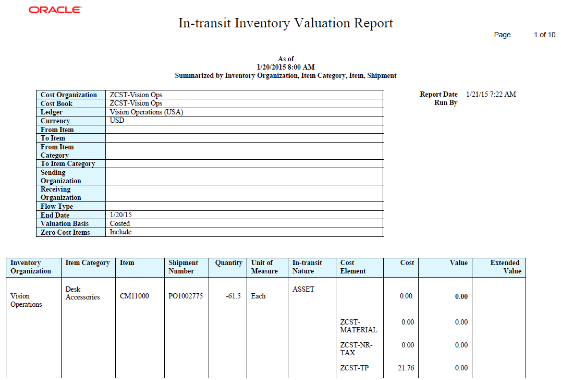 ORACLE
In-transit Inventory Valuation Report
Page 1 of 10
As of
1/20/2015 8:00 AM
Summarized by Inventory Organization, Item Category, Item, Shipment
Cost Organization ZCST-Vision Ops
Cost Book ZCST-Vision Ops
Ledger Vision Operations (USA)
Currency USD
From Item
To Item
From Item
Category
To Item Category
Sending
Organization
Receiving
Organization
Flow Type
End Date 1/20/15
Valuation Basis Costed
Zero Cost Items Include
Report Date 1/21/15 7:22 AM
Run By
Inventory Organization Item Category Item Shipment Number Quantity Unit of Measure In-transit Nature Cost Element Cost Value Extended Value
Vision Operations Desk Accessories CM11000 PO1002775 -61.5 Each ASSET 0.00 0.00
ZCST-MATERIAL 0.00 0.00
ZCST-NR-TAX 0.00 0.00
ZCST-TP 21.76 0.00